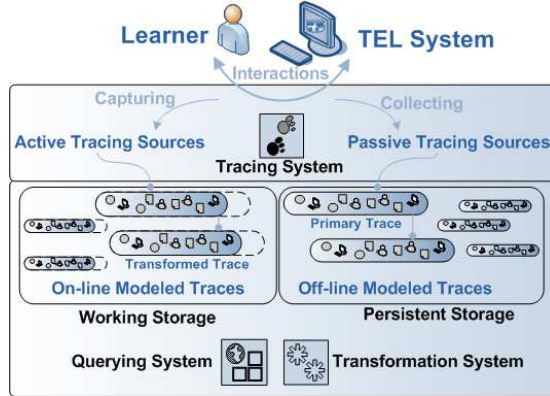 Learner
TEL System
Interactions
Capturing
Collecting
Active Tracing Sources
Passive Tracing Sources
Tracing System
Primary Trace
Transformed Trace
On-line Modeled Traces
Off-line Modeled Traces
Working Storage
Persistent Storage
Querying System
Transformation System